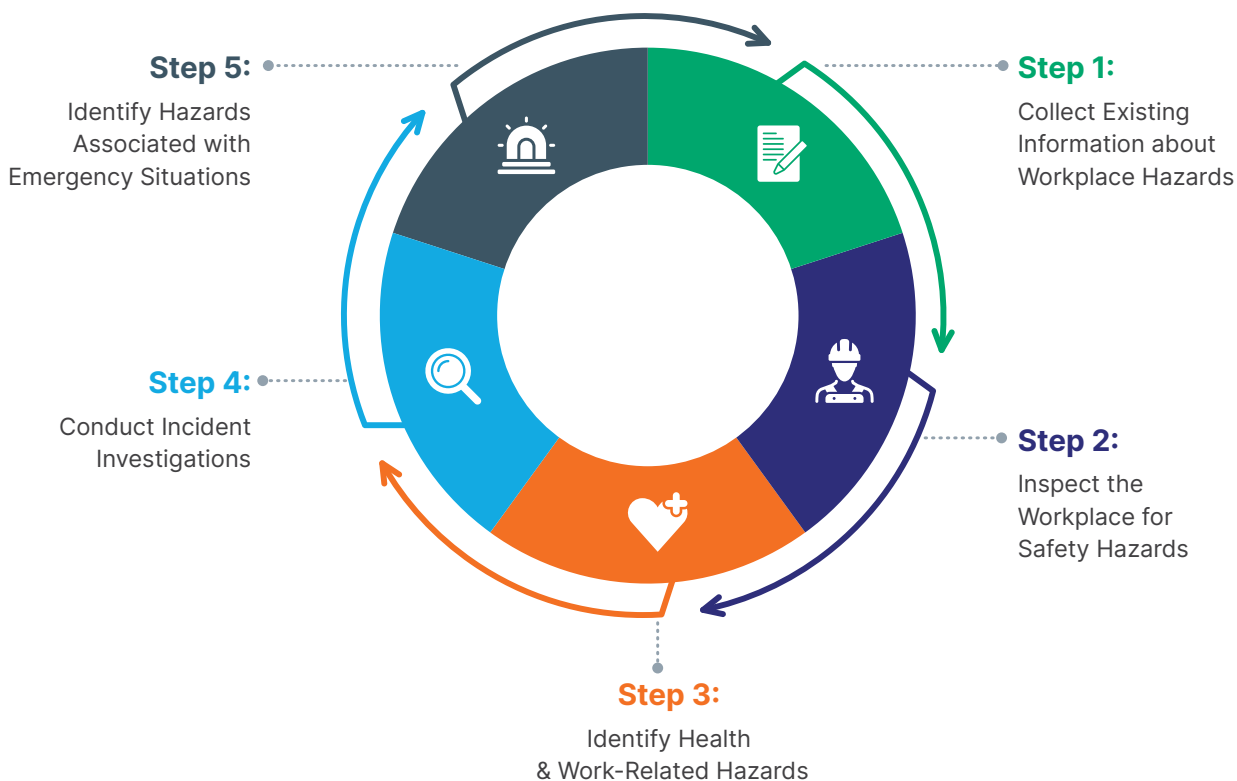 Step 1:
Collect Existing
Information about
Workplace Hazards
Step 2:
Inspect the
Workplace for
Safety Hazards
Step 3:
Identify Health
& Work-Related Hazards
Step 4:
Conduct Incident
Investigations
Step 5:
Identify Hazards
Associated with
Emergency Situations